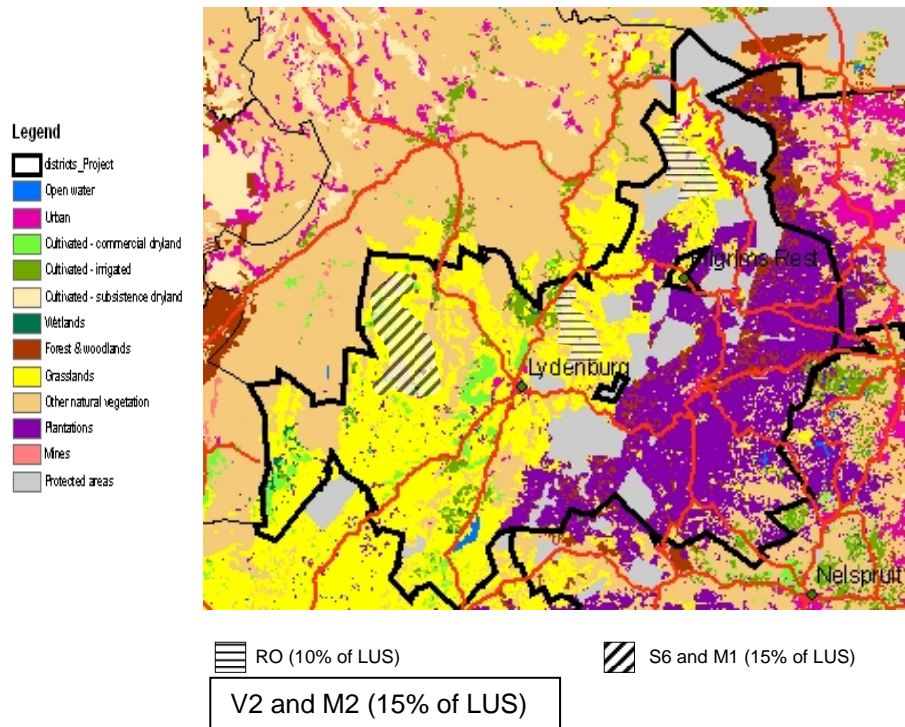 Legend
districts_Project
Open water
Urban
Cultivated - commercial dryland
Cultivated - irrigated
Cultivated - subsistence dryland
Wetlands
Forest & woodlands
Grasslands
Other natural vegetation
Plantations
Mines
Protected areas
Pilgrims Rest
Lydenburg
Nelspruit
RO (10% of LUS)
S6 and M1 (15% of LUS)
V2 and M2 (15% of LUS)